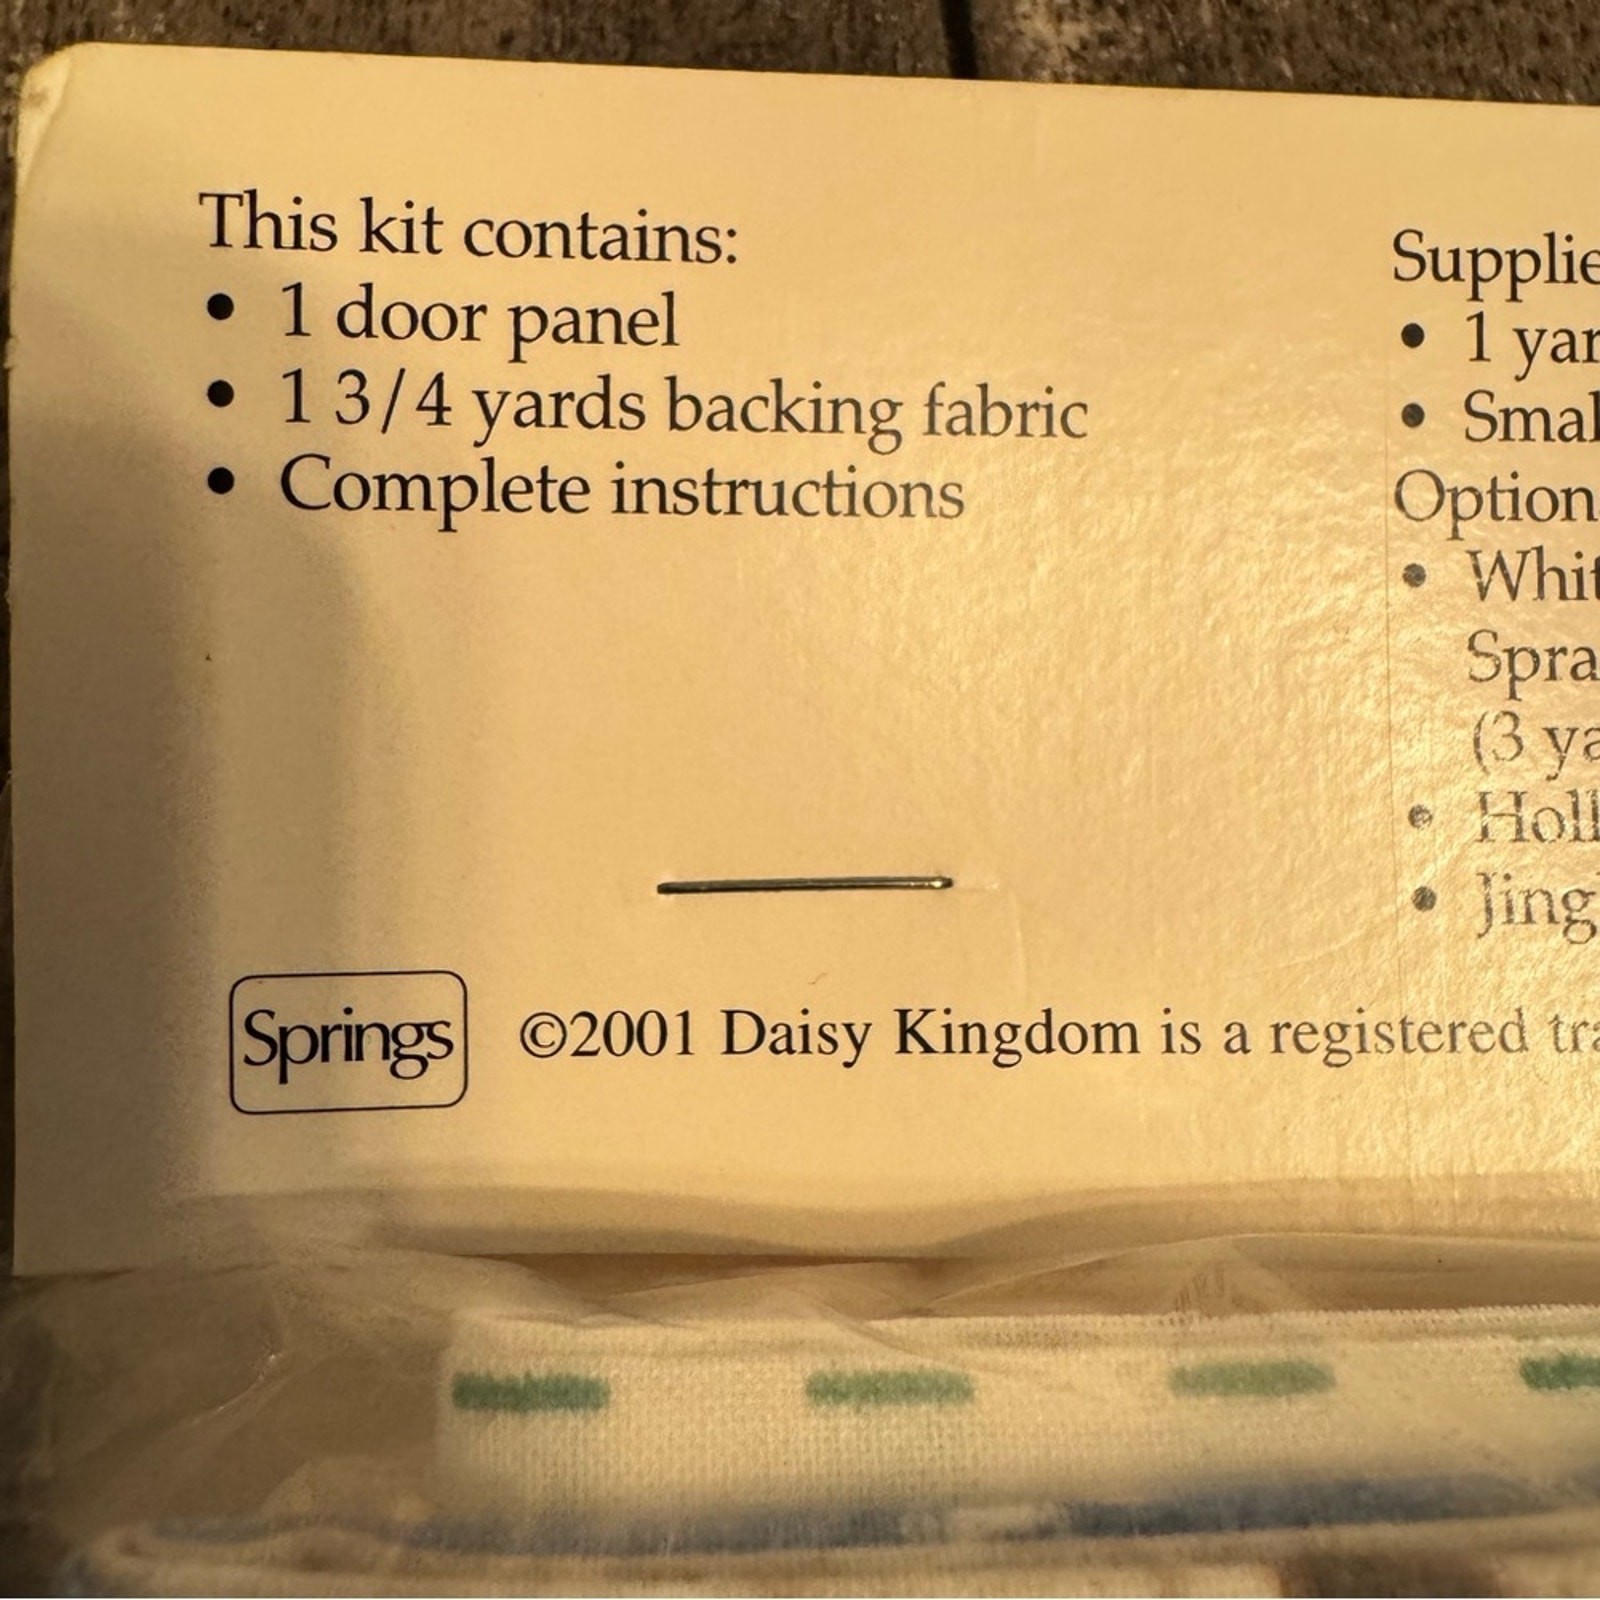 This kit contains:
• 1 door panel
• 1 3/4 yards backing fabric
• Complete instructions
Supplie
• 1 yar
• Smal
Option
• Whit
Spra
(3 ya
• Holl
• Jing
Springs
©2001 Daisy Kingdom is a registered tra